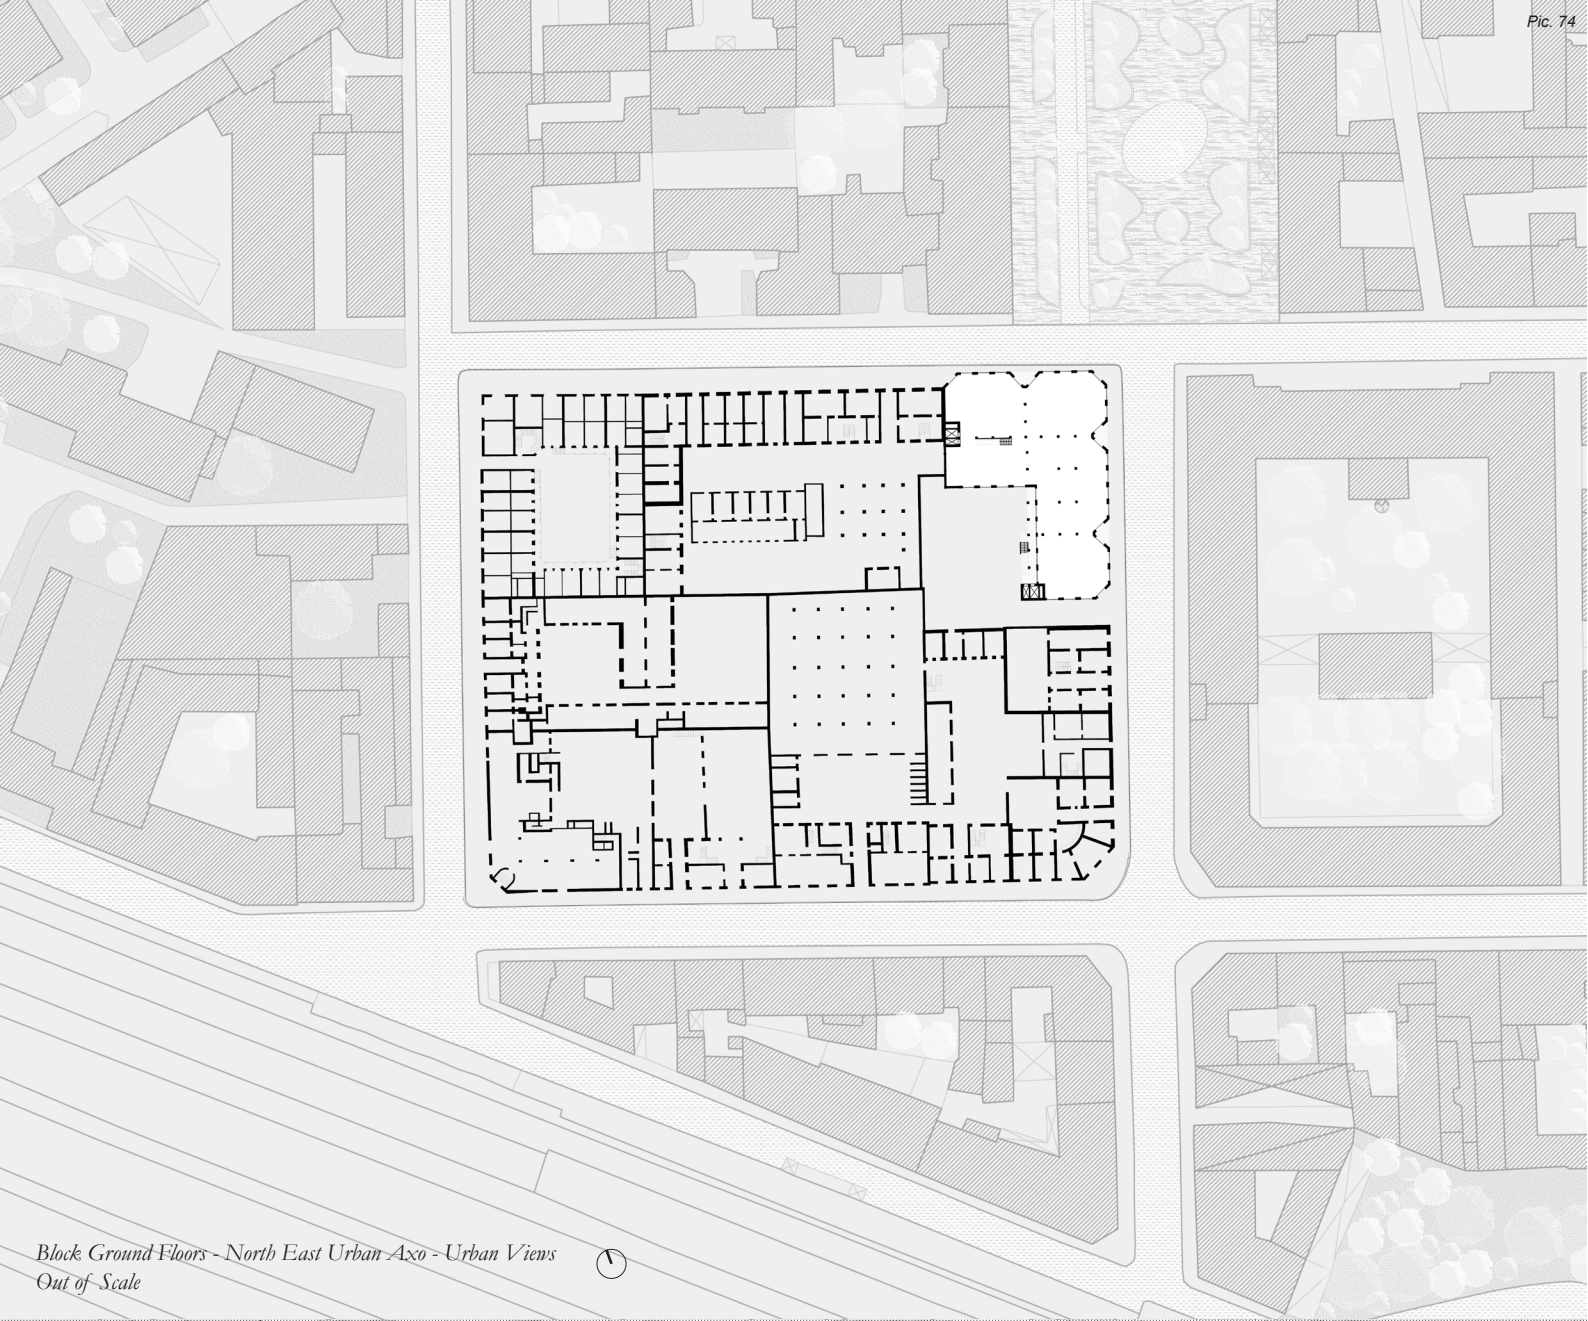 Pic. 74
Block Ground Floors - North East Urban Axo - Urban Views
Out of Scale